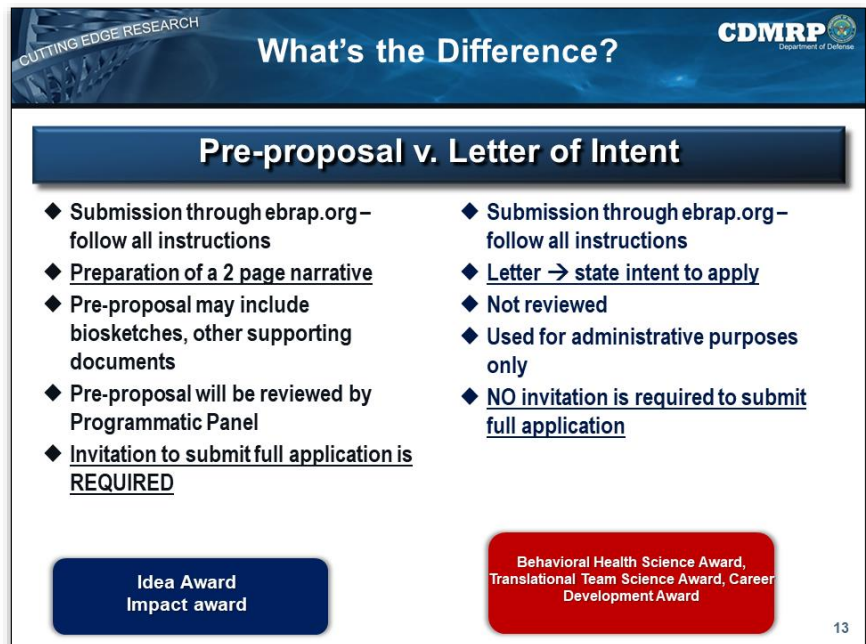 CUTTING EDGE RESEARCH
What's the Difference?
CDMRP
Department of Defense
Pre-proposal v. Letter of Intent
◆ Submission through ebrap.org –
follow all instructions
◆ Preparation of a 2 page narrative
◆ Pre-proposal may include
biosketches, other supporting
documents
◆ Pre-proposal will be reviewed by
Programmatic Panel
◆ Invitation to submit full application is
REQUIRED
◆ Submission through ebrap.org –
follow all instructions
◆ Letter → state intent to apply
◆ Not reviewed
◆ Used for administrative purposes
only
◆ NO invitation is required to submit
full application
Idea Award
Impact award
Behavioral Health Science Award,
Translational Team Science Award, Career
Development Award
13